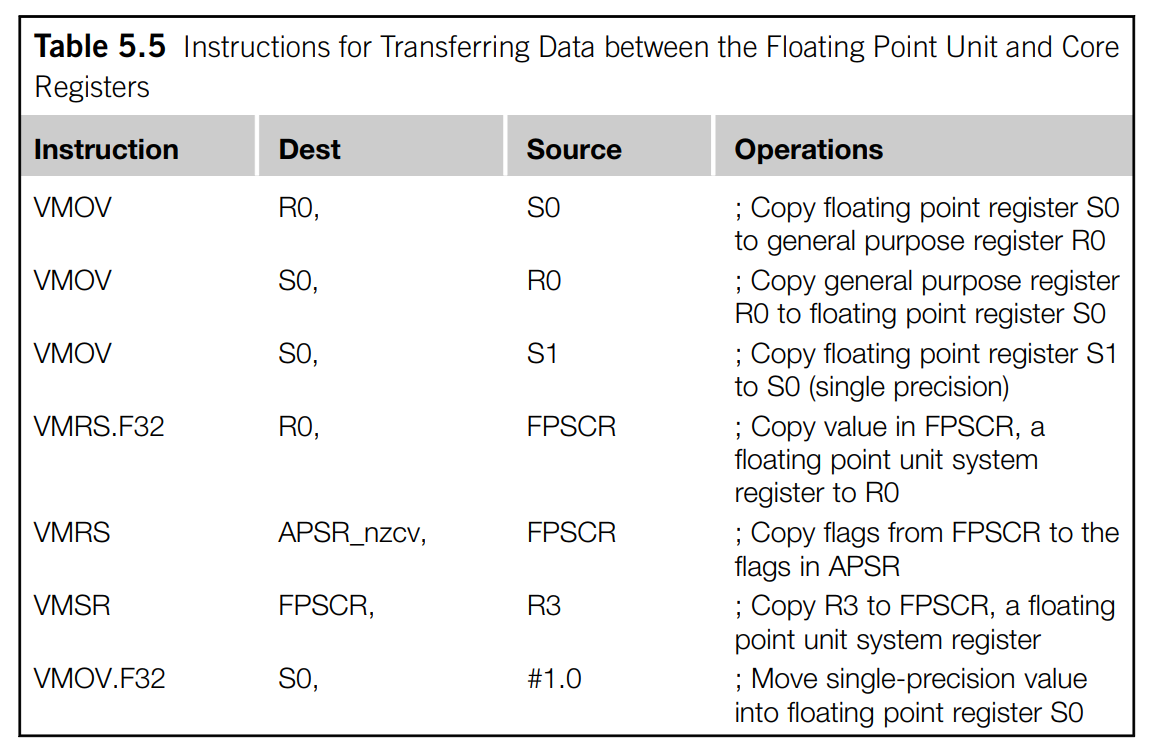 Table 5.5 Instructions for Transferring Data between the Floating Point Unit and Core
Registers
Instruction Dest Source Operations
VMOV R0, S0 ; Copy floating point register S0
to general purpose register R0
VMOV S0, R0 ; Copy general purpose register
R0 to floating point register S0
VMOV S0, S1 ; Copy floating point register S1
to S0 (single precision)
VMRS.F32 R0, FPSCR ; Copy value in FPSCR, a
floating point unit system
register to R0
VMRS APSR_nzcv, FPSCR ; Copy flags from FPSCR to the
flags in APSR
VMSR FPSCR, R3 ; Copy R3 to FPSCR, a floating
point unit system register
VMOV.F32 S0, #1.0 ; Move single-precision value
into floating point register S0